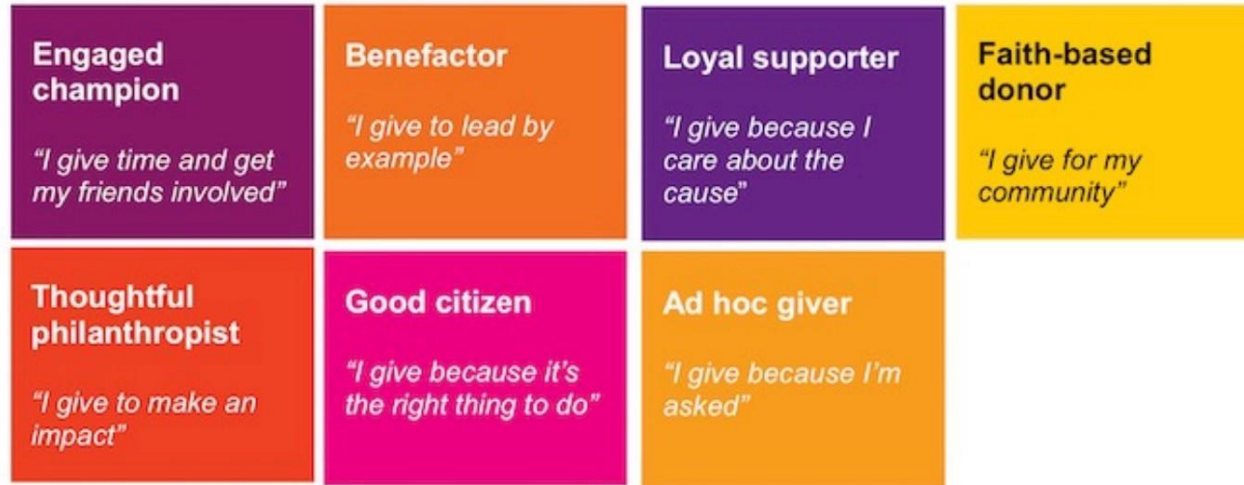 Engaged
champion
“I give time and get
my friends involved”
Benefactor
“I give to lead by
example”
Loyal supporter
“I give because I
care about the
cause”
Faith-based
donor
“I give for my
community”
Thoughtful
philanthropist
“I give to make an
impact”
Good citizen
“I give because it’s
the right thing to do”
Ad hoc giver
“I give because I’m
asked”